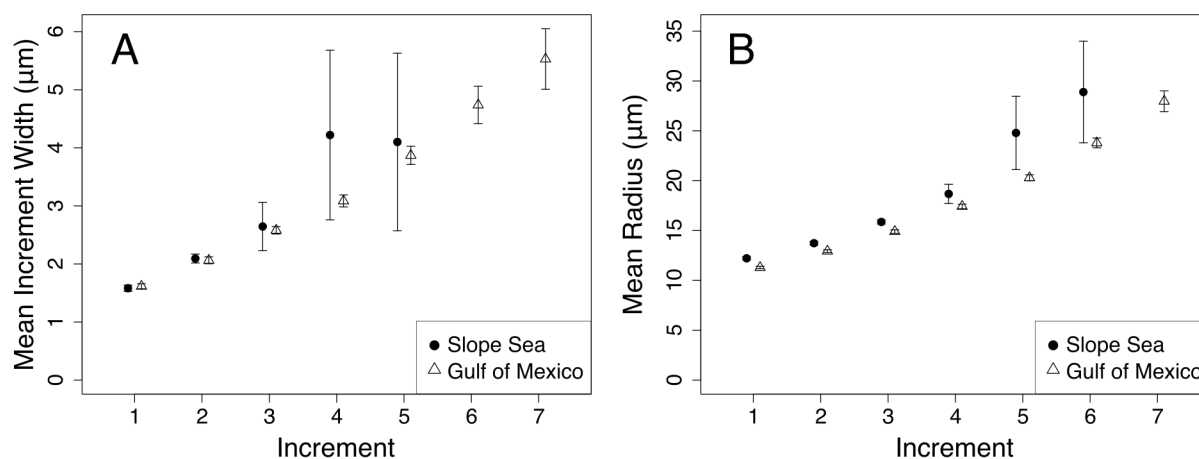 A
Mean Increment Width (μm)
6
5
4
3
2
1
0
1 2 3 4 5 6 7
Increment
Slope Sea
Gulf of Mexico
B
Mean Radius (μm)
35
30
25
20
15
10
5
0
1 2 3 4 5 6 7
Increment
Slope Sea
Gulf of Mexico